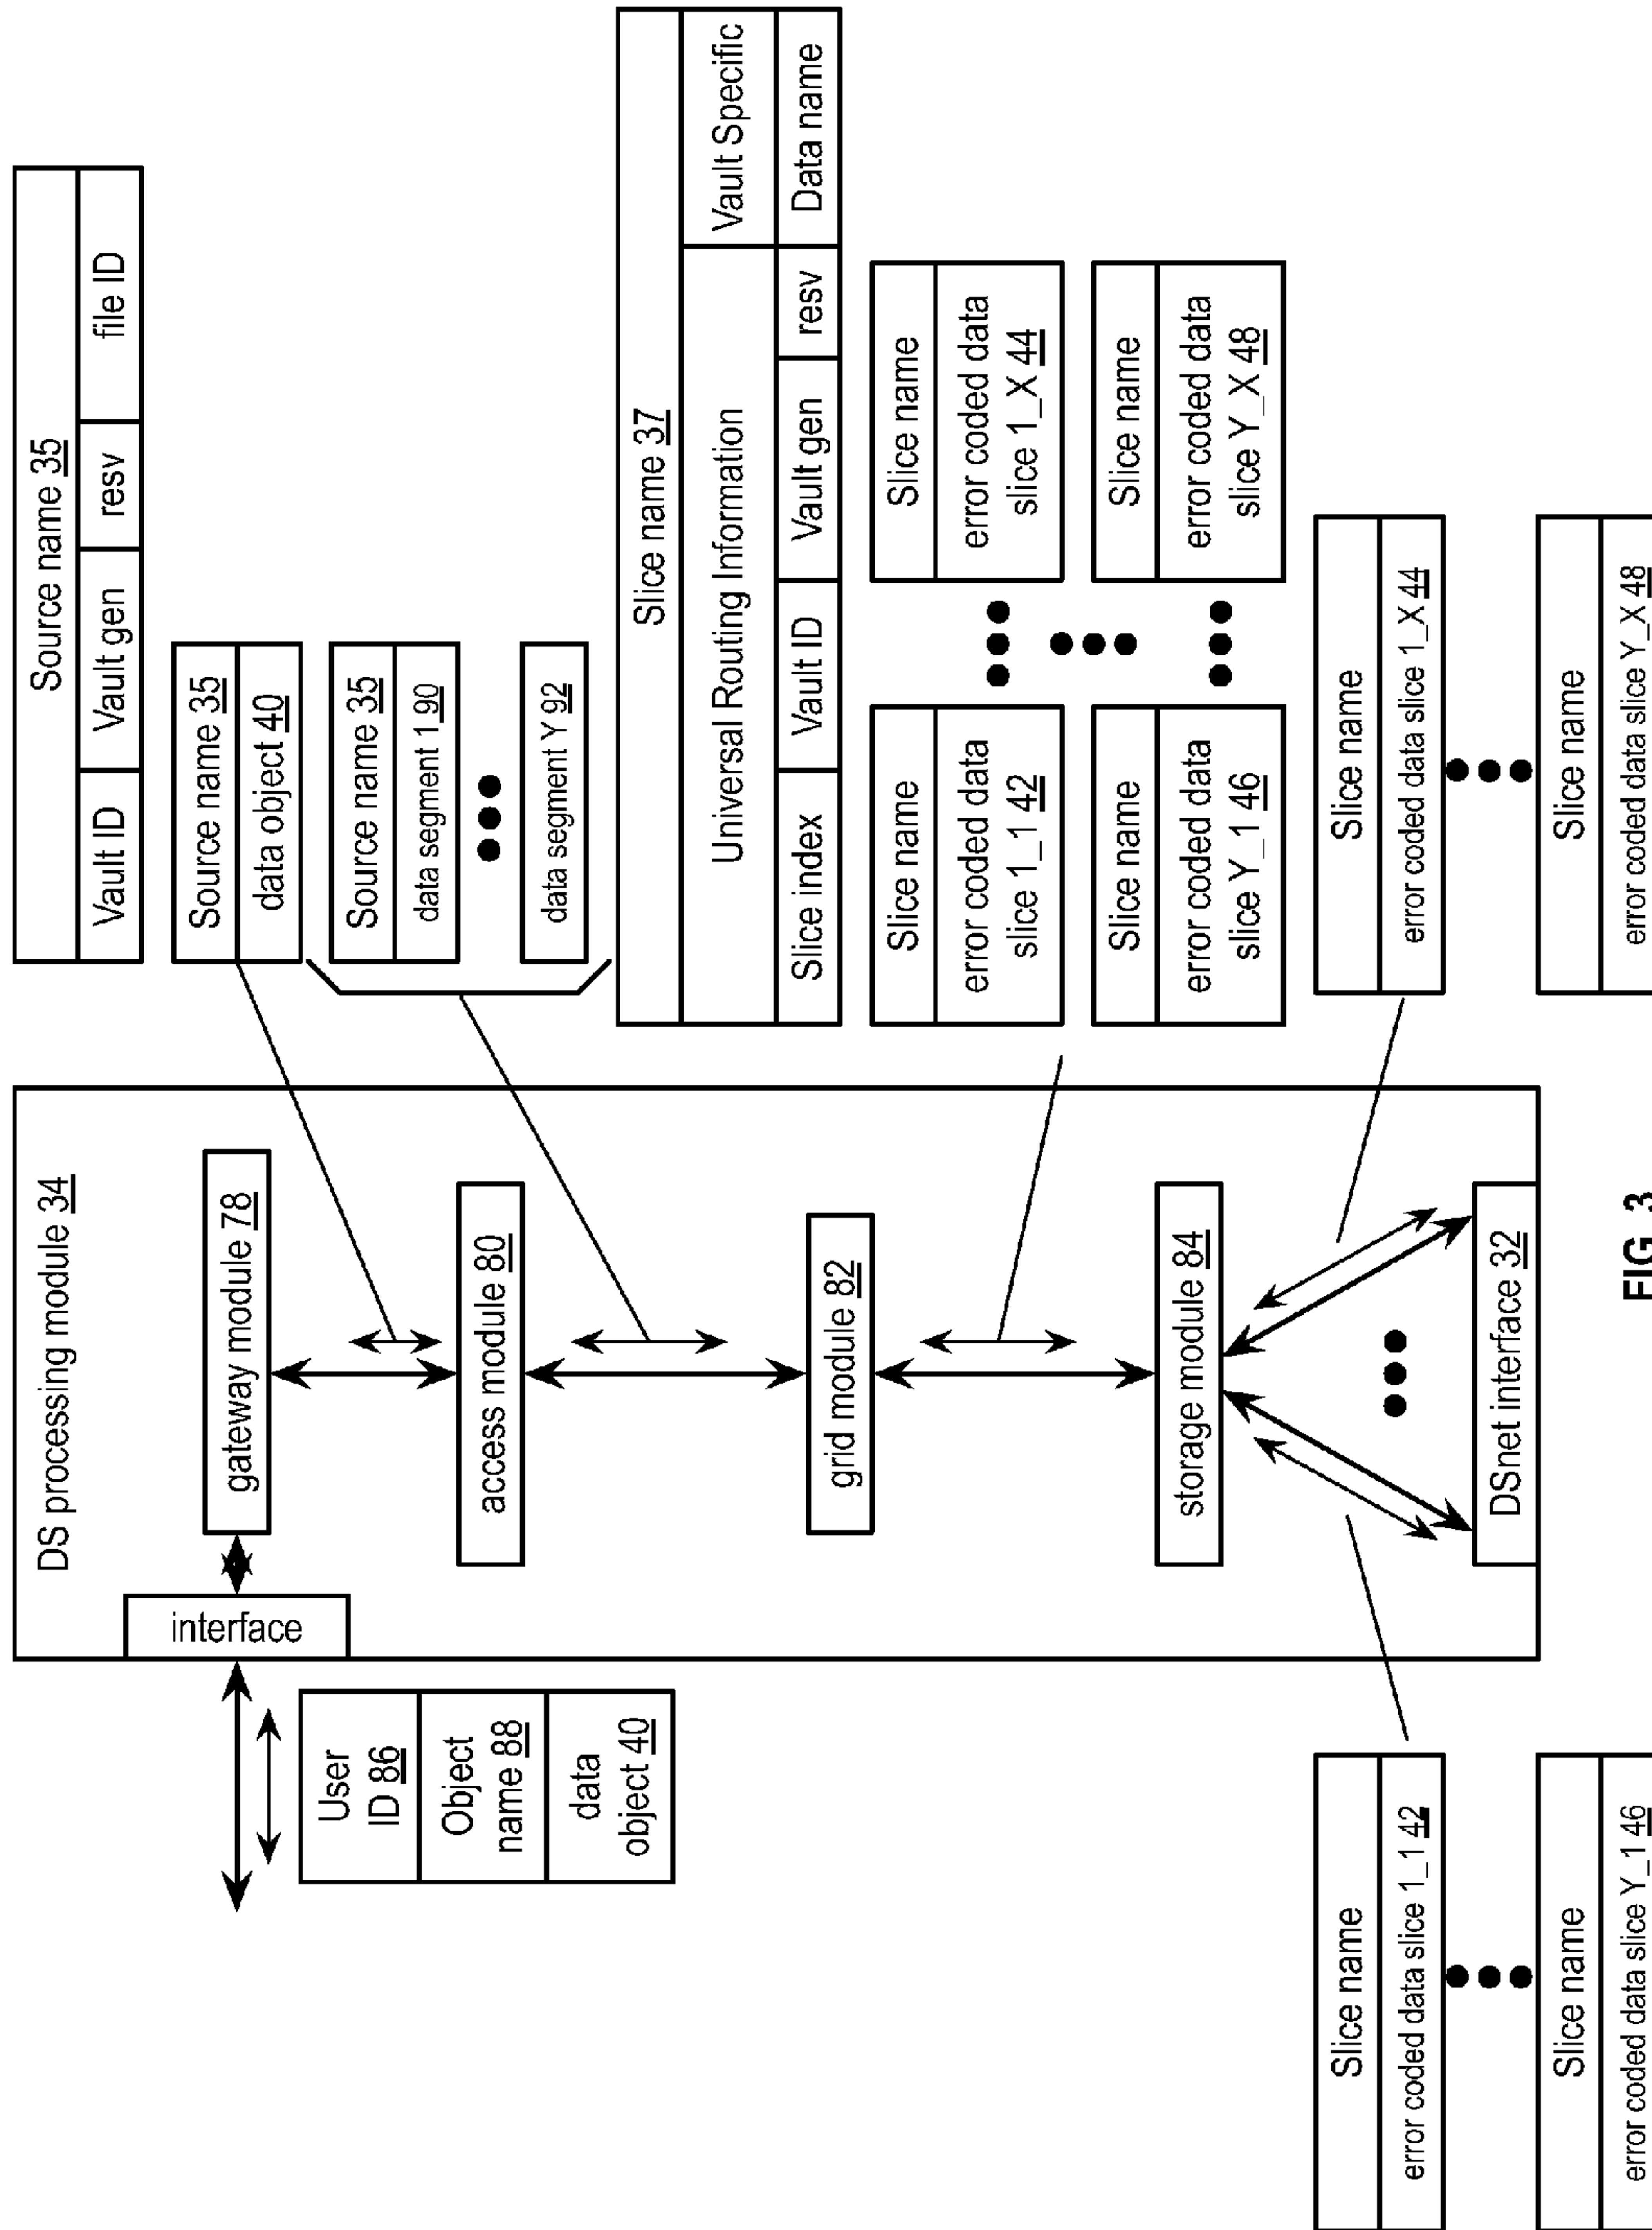 DS processing module 34
interface
gateway module 78
access module 80
grid module 82
storage module 84
DSnet interface 32
User
ID 86
Object
name 88
data
object 40
Source name 35
Vault ID
Vault gen
resv
file ID
Source name 35
data object 40
Source name 35
data segment 1 90
data segment Y 92
Slice name 37
Universal Routing Information
Vault Specific
Slice index
Vault ID
Vault gen
resv
Data name
Slice name
error coded data
slice 1_1 42
Slice name
error coded data
slice 1_X 44
Slice name
error coded data
slice Y_1 46
Slice name
error coded data
slice Y_X 48
Slice name
error coded data slice 1_1 42
Slice name
error coded data slice Y_1 46
Slice name
error coded data slice 1_X 44
Slice name
error coded data slice Y_X 48
FIG. 3